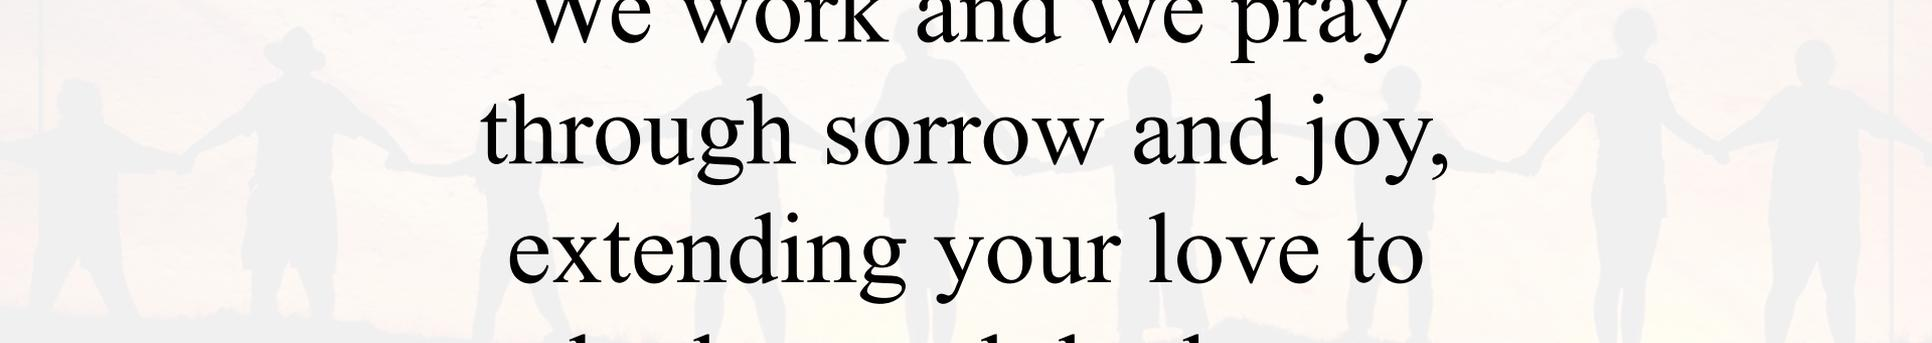 We work and we pray
through sorrow and joy,
extending your love to